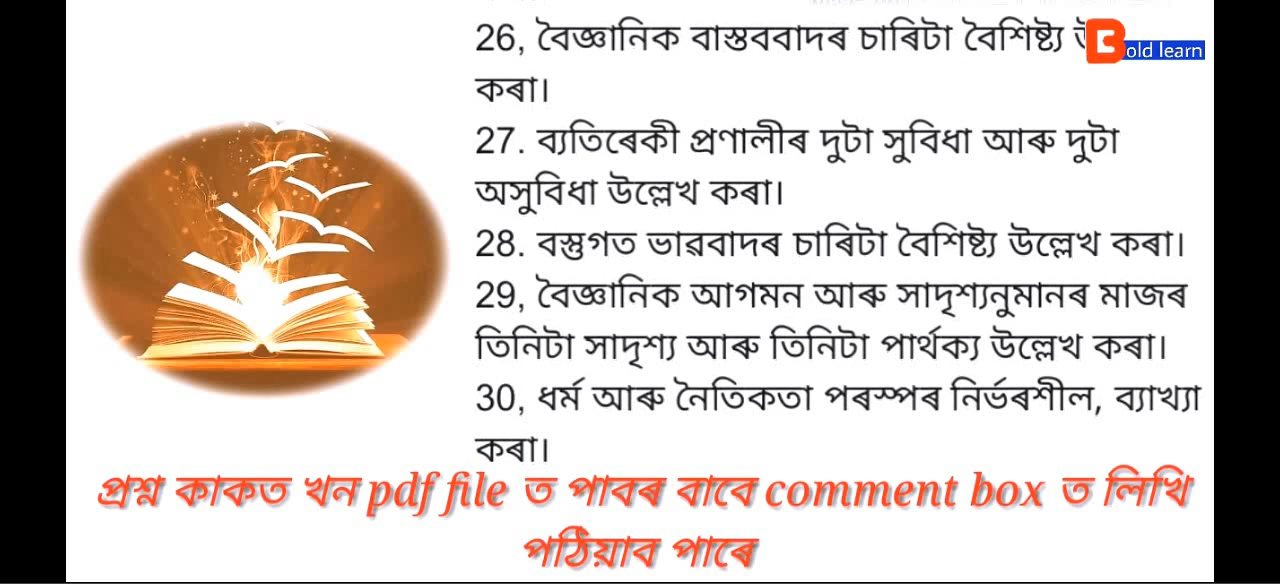 26, বৈজ্ঞানিক বাস্তববাদৰ চাৰিটা বৈশিষ্ট্য
old learn
কৰা।
27. ব্যতিৰেকী প্ৰণালীৰ দুটা সুবিধা আৰু দুটা
অসুবিধা উল্লেখ কৰা।
28. বস্তুগত ভাৱবাদৰ চাৰিটা বৈশিষ্ট্য উল্লেখ কৰা।
29, বৈজ্ঞানিক আগমন আৰু সাদৃশ্যনুমানৰ মাজৰ
তিনিটা সাদৃশ্য আৰু তিনিটা পাৰ্থক্য উল্লেখ কৰা।
30, ধৰ্ম আৰু নৈতিকতা পৰস্পৰ নিৰ্ভৰশীল, ব্যাখ্যা
কৰা।
প্ৰশ্ন কাকত খন pdf file ত পাবৰ বাবে comment box ত লিখি
পঠিয়াব পাৰে